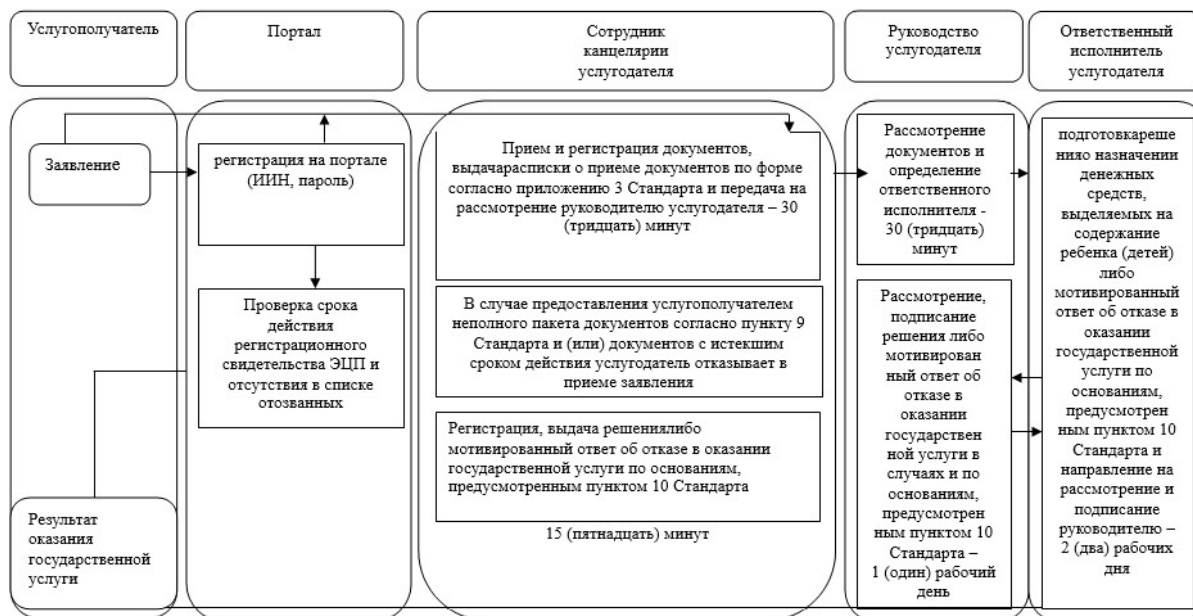 Услугополучатель
Портал
Сотрудник
канцелярии
услугодателя
Руководство
услугодателя
Ответственный
исполнитель
услугодателя
Заявление
регистрация на портале
(ИИН, пароль)
Проверка срока
действия
регистрационного
свидетельства ЭЦП и
отсутствия в списке
отозванных
Прием и регистрация документов,
выдачарасписки о приеме документов по форме
согласно приложению 3 Стандарта и передача на
рассмотрение руководителю услугодателя – 30
(тридцать) минут
В случае предоставления услугополучателем
неполного пакета документов согласно пункту 9
Стандарта и (или) документов с истекшим
сроком действия услугодатель отказывает в
приеме заявления
Регистрация, выдача решениялибо
мотивированный ответ об отказе в оказании
государственной услуги по основаниям,
предусмотренным пунктом 10 Стандарта
15 (пятнадцать) минут
Рассмотрение
документов и
определение
ответственного
исполнителя -
30 (тридцать)
минут
Рассмотрение,
подписание
решения либо
мотивирован
ный ответ об
отказе в
оказании
государствен
ной услуги в
случаях и по
основаниям,
предусмотрен
ным пунктом 10
Стандарта –
1 (один) рабочий
день
подготовкареше
нияо назначении
денежных
средств,
выделяемых на
содержание
ребенка (детей)
либо
мотивированный
ответ об отказе в
оказании
государственной
услуги по
основаниям,
предусмотрен
ным пунктом 10
Стандарта и
направление на
рассмотрение и
подписание
руководителю –
2 (два) рабочих
дня
Результат
оказания
государственной
услуги